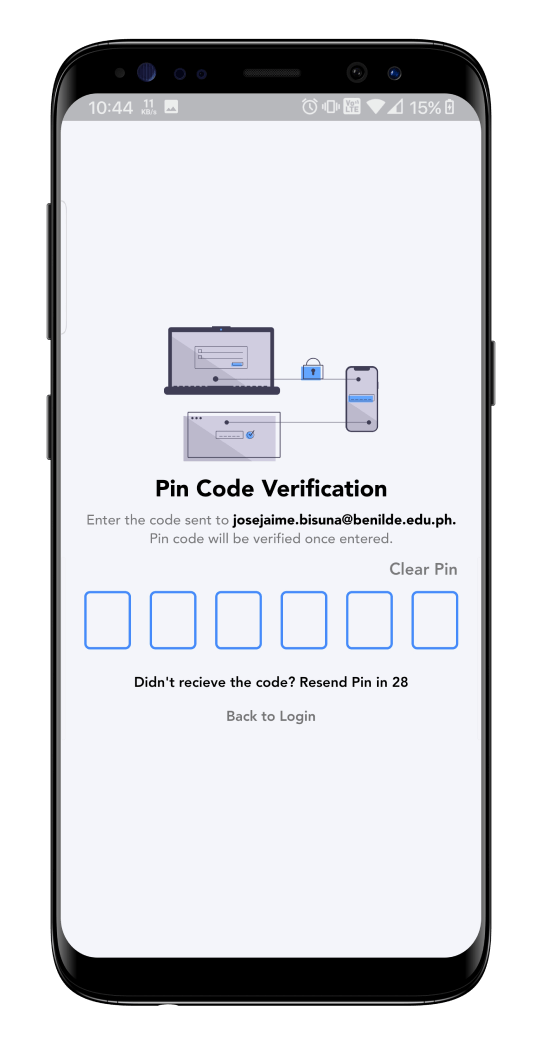 10:44 11 KB/s VoLTE 15%
Pin Code Verification
Enter the code sent to josejaime.bisuna@benilde.edu.ph.
Pin code will be verified once entered.
Clear Pin
Didn't recieve the code? Resend Pin in 28
Back to Login